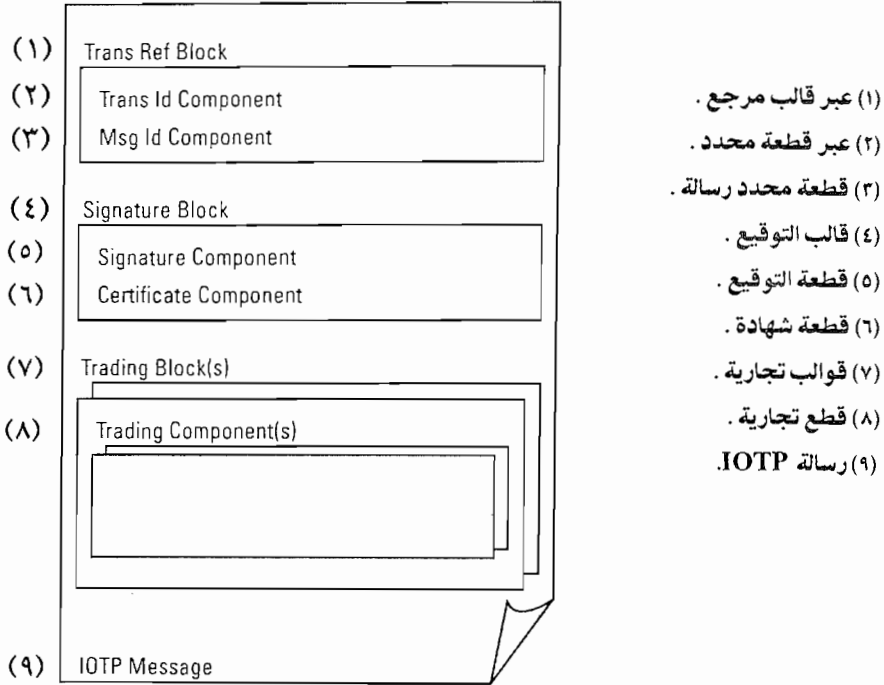 (١) Trans Ref Block
(٢) Trans Id Component
(٣) Msg Id Component
(٤) Signature Block
(٥) Signature Component
(٦) Certificate Component
(٧) Trading Block(s)
(٨) Trading Component(s)
(٩) IOTP Message
(١) عبر قالب مرجع .
(٢) عبر قطعة محدد .
(٣) قطعة محدد رسالة .
(٤) قالب التوقيع .
(٥) قطعة التوقيع .
(٦) قطعة شهادة .
(٧) قوالب تجارية .
(٨) قطع تجارية .
(٩) رسالة IOTP.